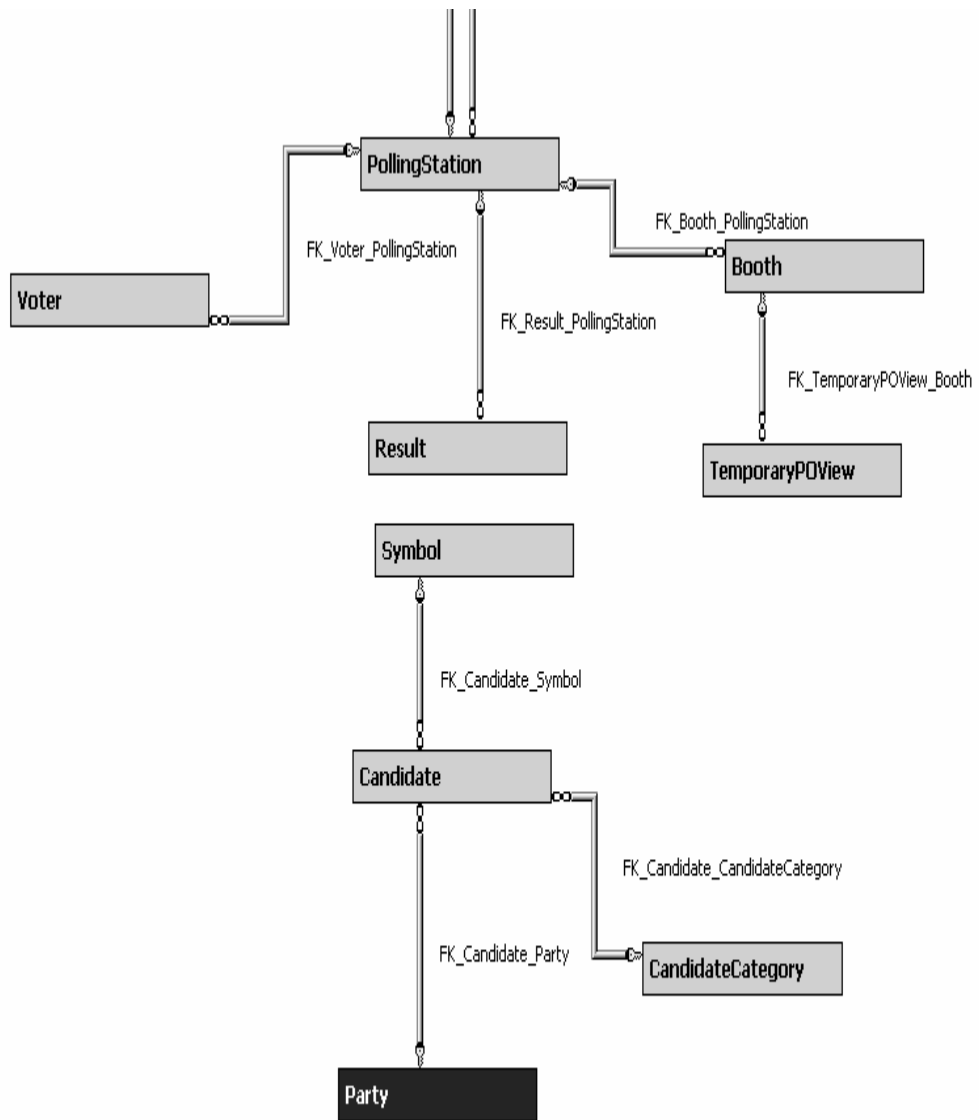 PollingStation
FK_Booth_PollingStation
FK_Voter_PollingStation
Booth
Voter
FK_Result_PollingStation
FK_TemporaryPOView_Booth
Result
TemporaryPOView
Symbol
FK_Candidate_Symbol
Candidate
FK_Candidate_CandidateCategory
FK_Candidate_Party
CandidateCategory
Party